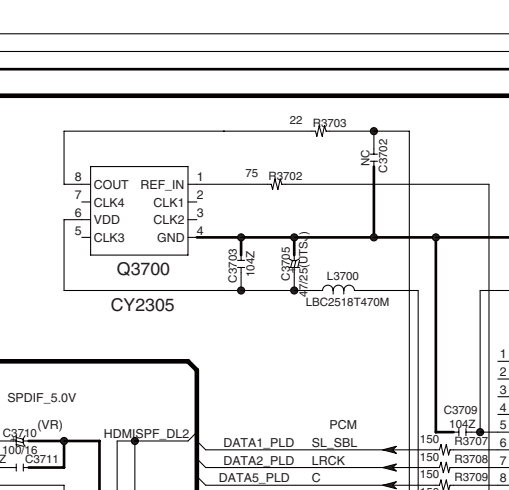 22 R3703
NC
C3702
75 R3702
8 COUT REF_IN 1
7 CLK4 CLK1 2
6 VDD CLK2 3
5 CLK3 GND 4
Q3700
CY2305
C3703
104Z
C3705
47/25(UTSJ)
L3700
LBC2518T470M
SPDIF_5.0V
(VR)
C3710
100/16
Z C3711
HDMISPF_DL2
PCM
DATA1_PLD SL_SBL
DATA2_PLD LRCK
DATA5_PLD C
C3709
104Z
150 R3707
150 R3708
150 R3709
150
1
2
3
4
5
6
7
8